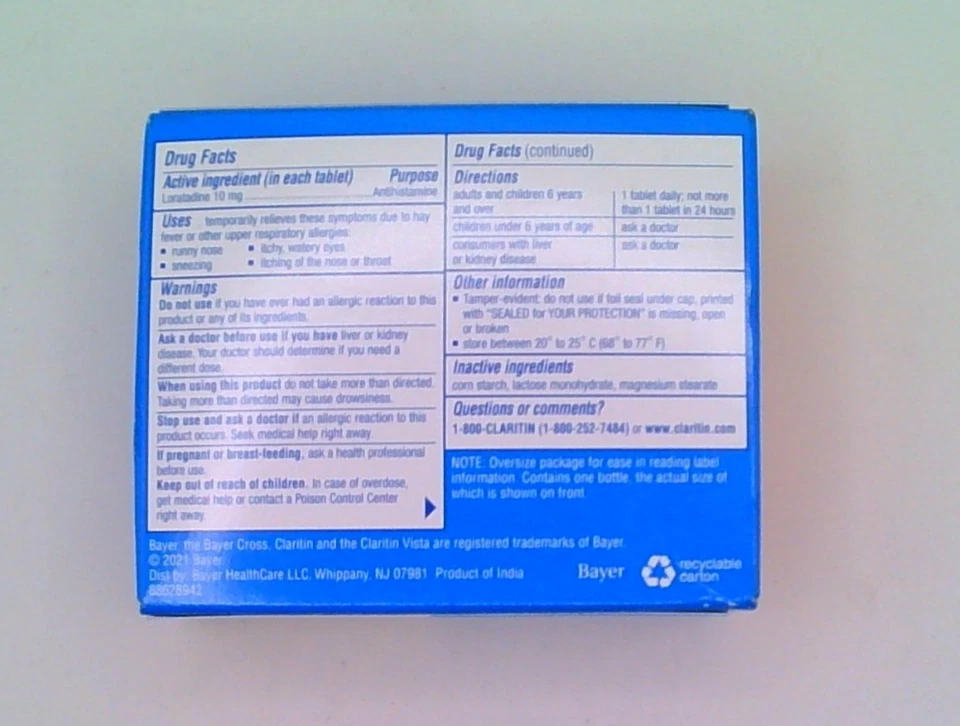 Drug Facts
Active ingredient (in each tablet) Purpose
Loratadine 10 mg Antihistamine
Uses temporarily relieves these symptoms due to hay
fever or other upper respiratory allergies:
▪ runny nose ▪ itchy, watery eyes
▪ sneezing ▪ itching of the nose or throat
Warnings
Do not use if you have ever had an allergic reaction to this
product or any of its ingredients.
Ask a doctor before use if you have liver or kidney
disease. Your doctor should determine if you need a
different dose.
When using this product do not take more than directed.
Taking more than directed may cause drowsiness.
Stop use and ask a doctor if an allergic reaction to this
product occurs. Seek medical help right away.
If pregnant or breast-feeding, ask a health professional
before use.
Keep out of reach of children. In case of overdose,
get medical help or contact a Poison Control Center
right away.
Drug Facts (continued)
Directions
adults and children 6 years
and over
1 tablet daily; not more
than 1 tablet in 24 hours
children under 6 years of age ask a doctor
consumers with liver
or kidney disease
ask a doctor
Other information
▪ Tamper-evident: do not use if foil seal under cap, printed
with "SEALED for YOUR PROTECTION" is missing, open
or broken
▪ store between 20° to 25° C (68° to 77° F)
Inactive ingredients
corn starch, lactose monohydrate, magnesium stearate
Questions or comments?
1-800-CLARITIN (1-800-252-7484) or www.claritin.com
NOTE: Oversize package for ease in reading label
information. Contains one bottle, the actual size of
which is shown on front.
Bayer, the Bayer Cross, Claritin and the Claritin Vista are registered trademarks of Bayer.
© 2021 Bayer
Dist by: Bayer HealthCare LLC, Whippany, NJ 07981 Product of India
88628942
Bayer
recyclable
carton